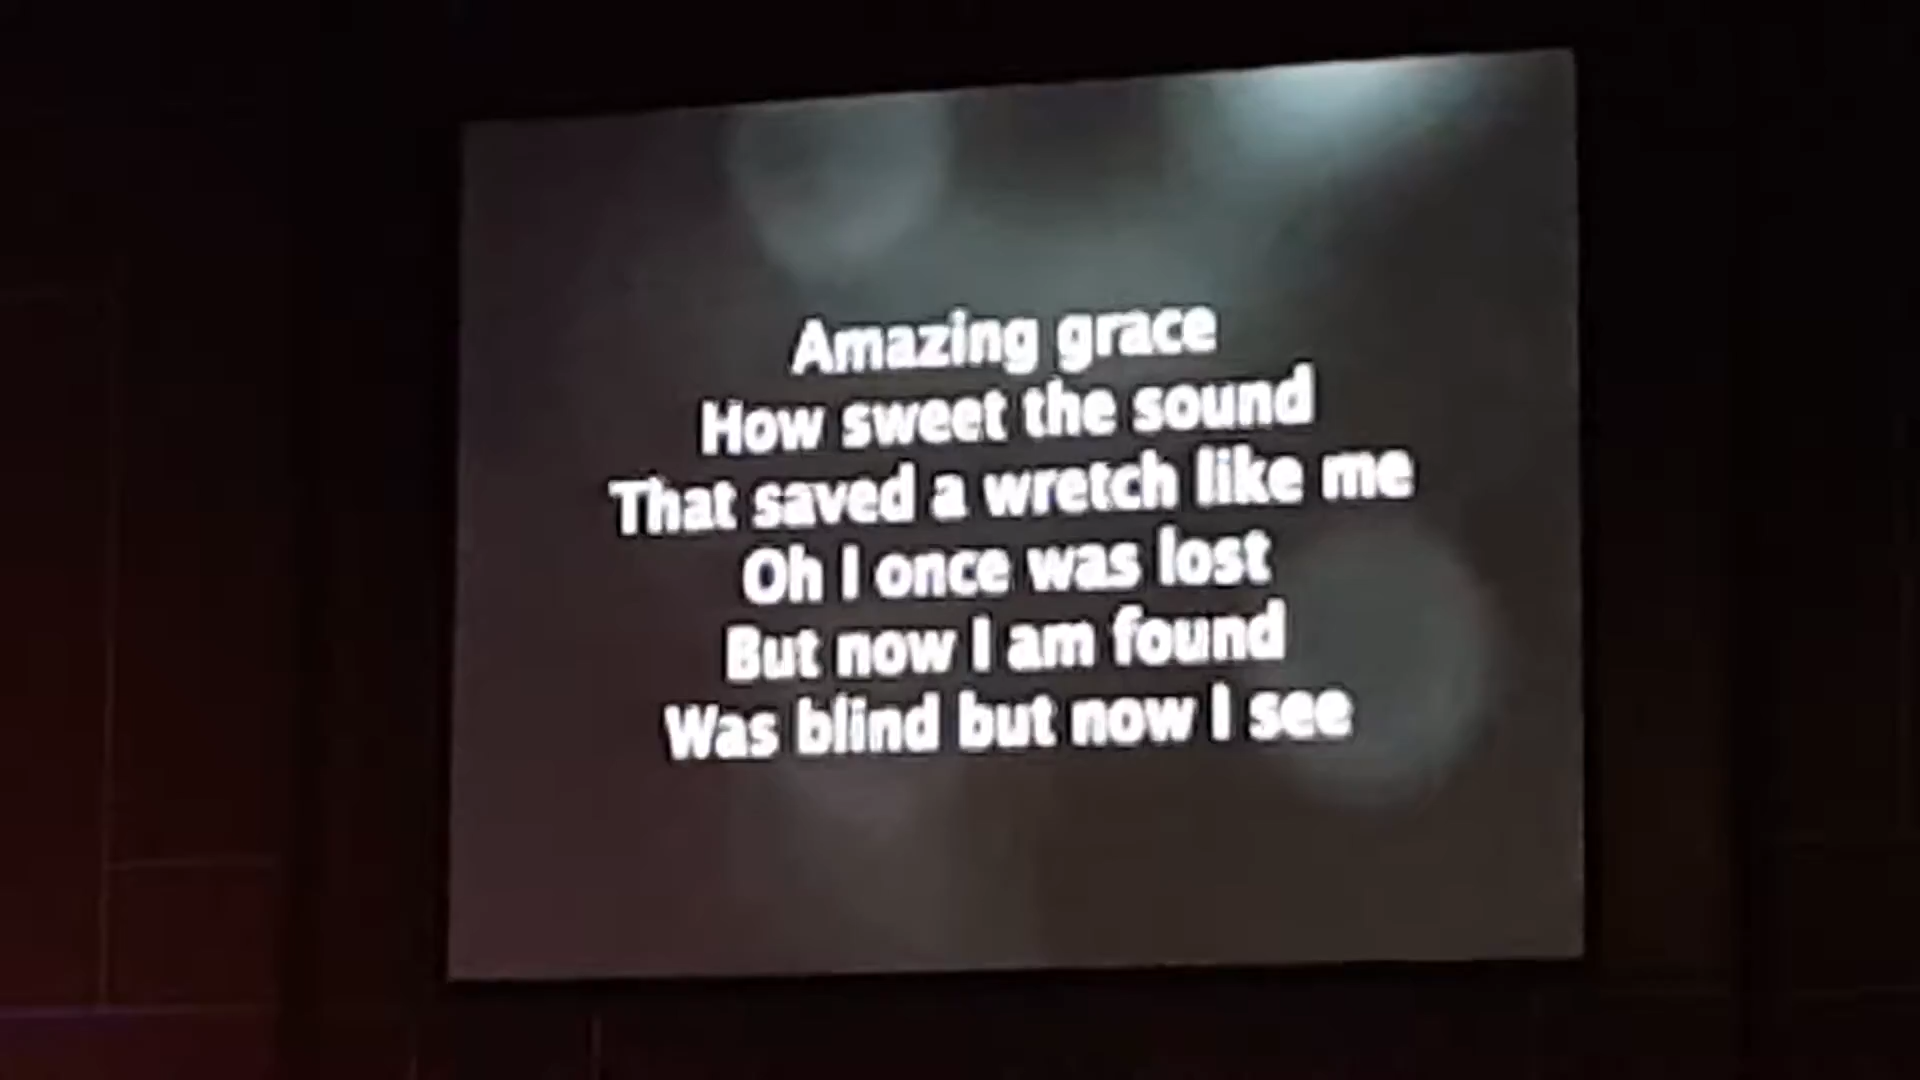 Amazing grace
How sweet the sound
That saved a wretch like me
Oh I once was lost
But now I am found
Was blind but now I see